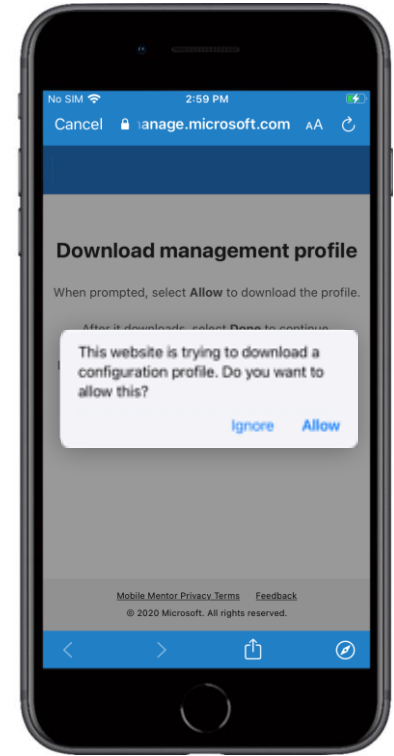 No SIM 2:59 PM
Cancel anage.microsoft.com AA
Download management profile
When prompted, select Allow to download the profile.
After it downloads, select Done to continue
This website is trying to download a
configuration profile. Do you want to
allow this?
Ignore Allow
Mobile Mentor Privacy Terms Feedback
© 2020 Microsoft. All rights reserved.